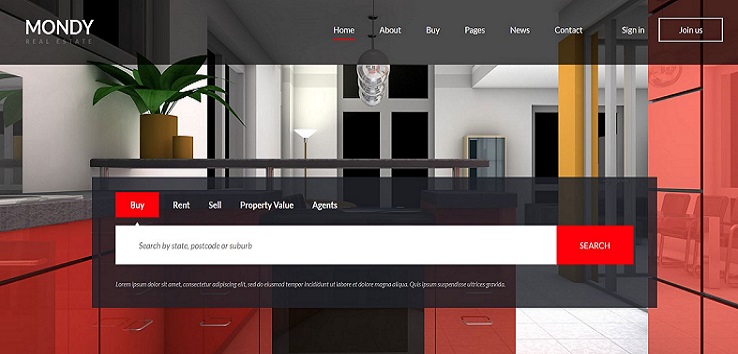 MONDY
REAL ESTATE
Home About Buy Pages News Contact Sign in Join us
Buy Rent Sell Property Value Agents
Search by state, postcode or suburb SEARCH
Lorem ipsum dolor sit amet, consectetur adipiscing elit, sed do eiusmod tempor incididunt ut labore et dolore magna aliqua. Quis ipsum suspendisse ultrices gravida.